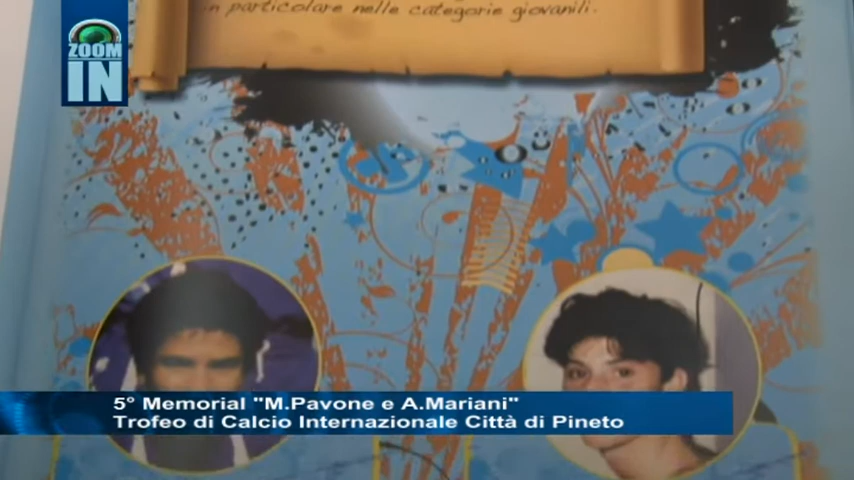 in particolare nelle categorie giovanili.
ZOOM
IN
5° Memorial "M.Pavone e A.Mariani"
Trofeo di Calcio Internazionale Città di Pineto